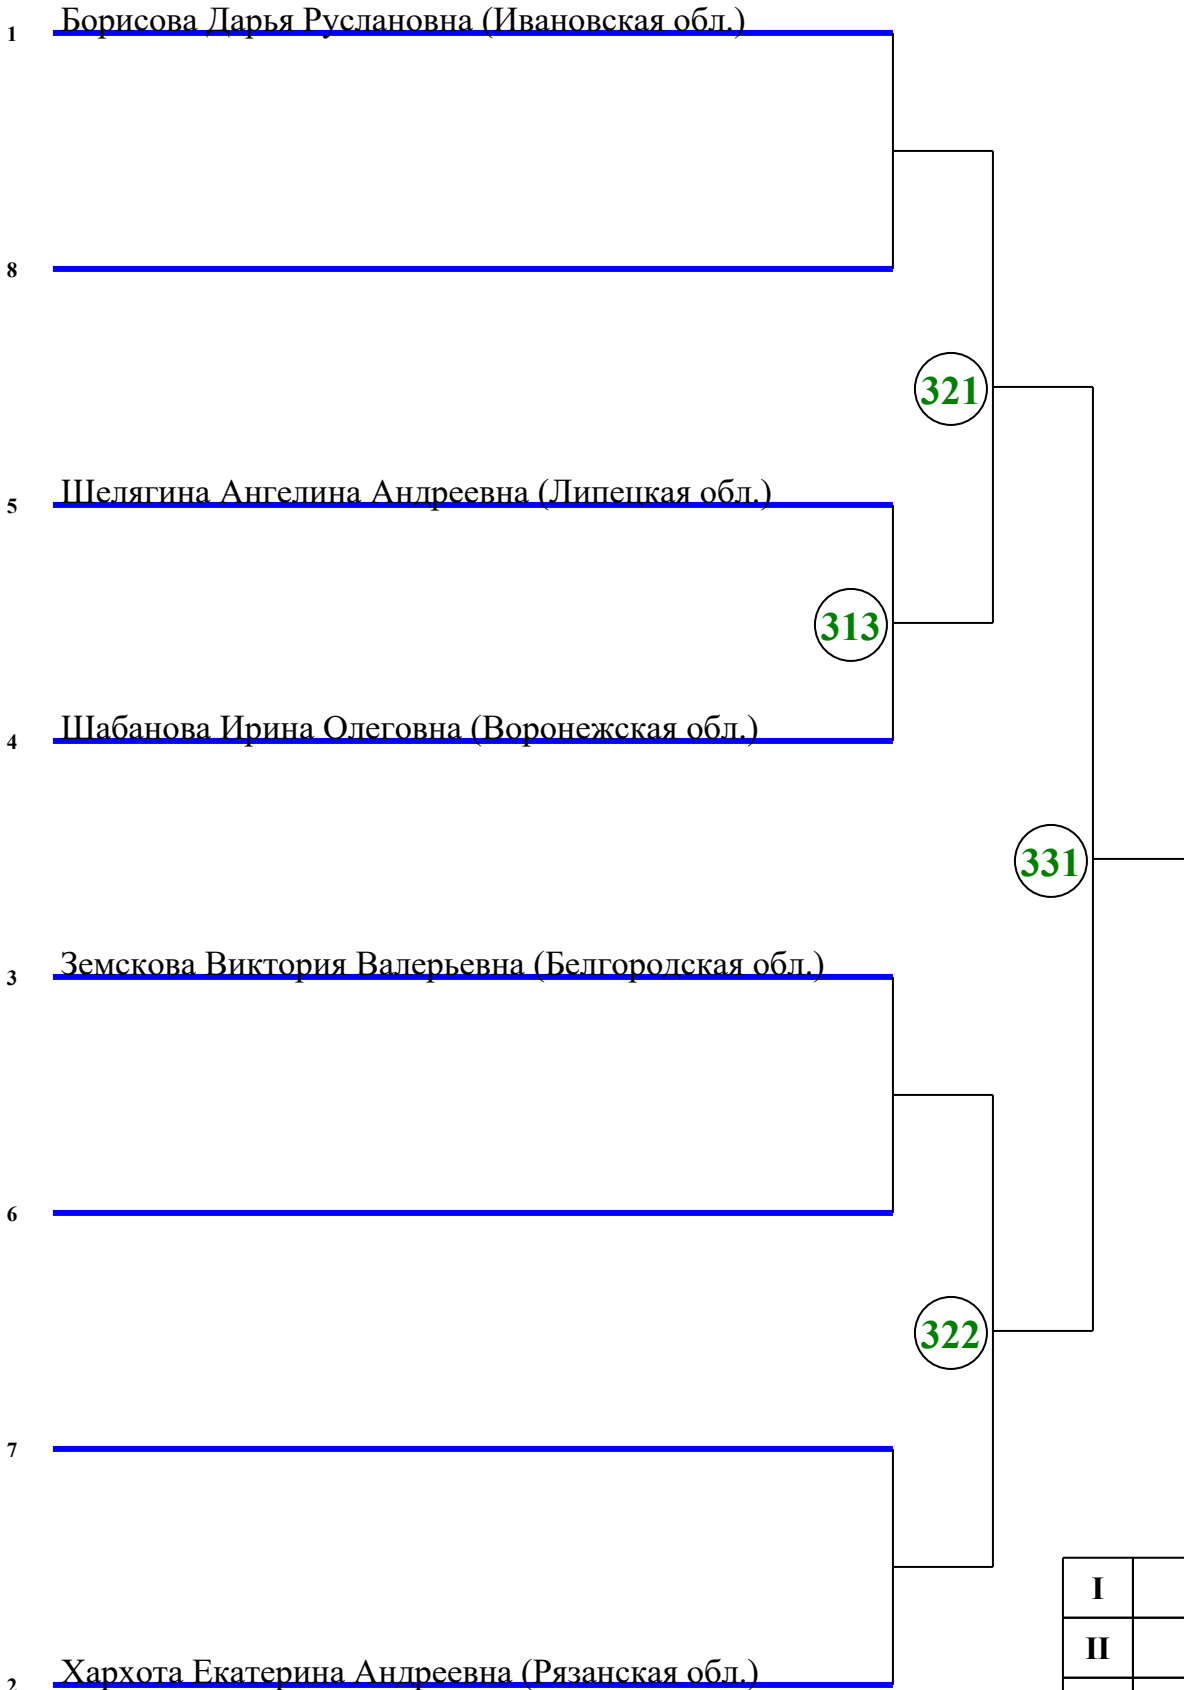 1 Борисова Дарья Руслановна (Ивановская обл.)
8
321
5 Шелягина Ангелина Андреевна (Липецкая обл.)
313
4 Шабанова Ирина Олеговна (Воронежская обл.)
331
3 Земскова Виктория Валерьевна (Белгородская обл.)
6
322
7
I
II
2 Хархота Екатерина Андреевна (Рязанская обл.)